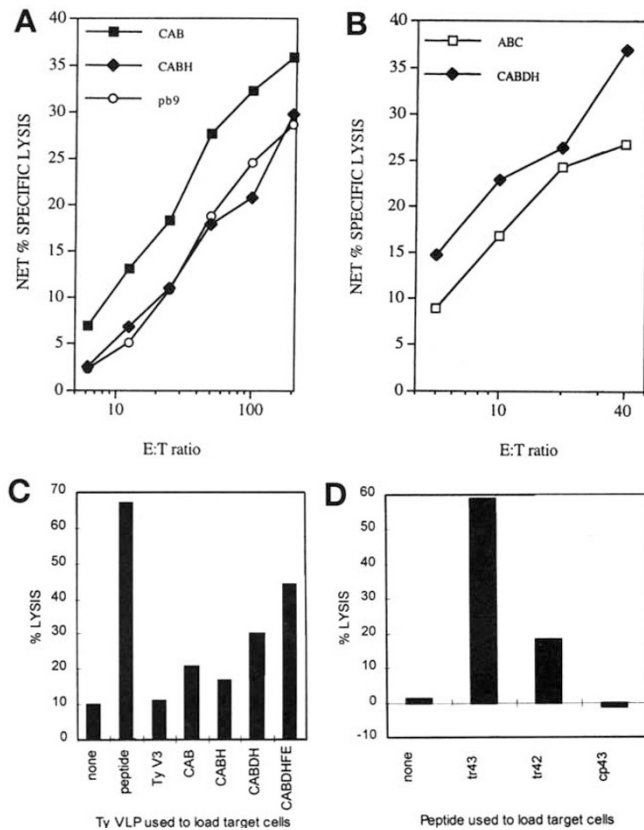 A
CAB
CABH
pb9
NET % SPECIFIC LYSIS
40
35
30
25
20
15
10
5
0
10
100
E:T ratio
B
ABC
CABDH
NET % SPECIFIC LYSIS
40
35
30
25
20
15
10
5
0
10
40
E:T ratio
C
% LYSIS
70
60
50
40
30
20
10
0
none
peptide
Ty V3
CAB
CABH
CABDH
CABDHFE
Ty VLP used to load target cells
D
% LYSIS
60
50
40
30
20
10
0
-10
none
tr43
tr42
cp43
Peptide used to load target cells